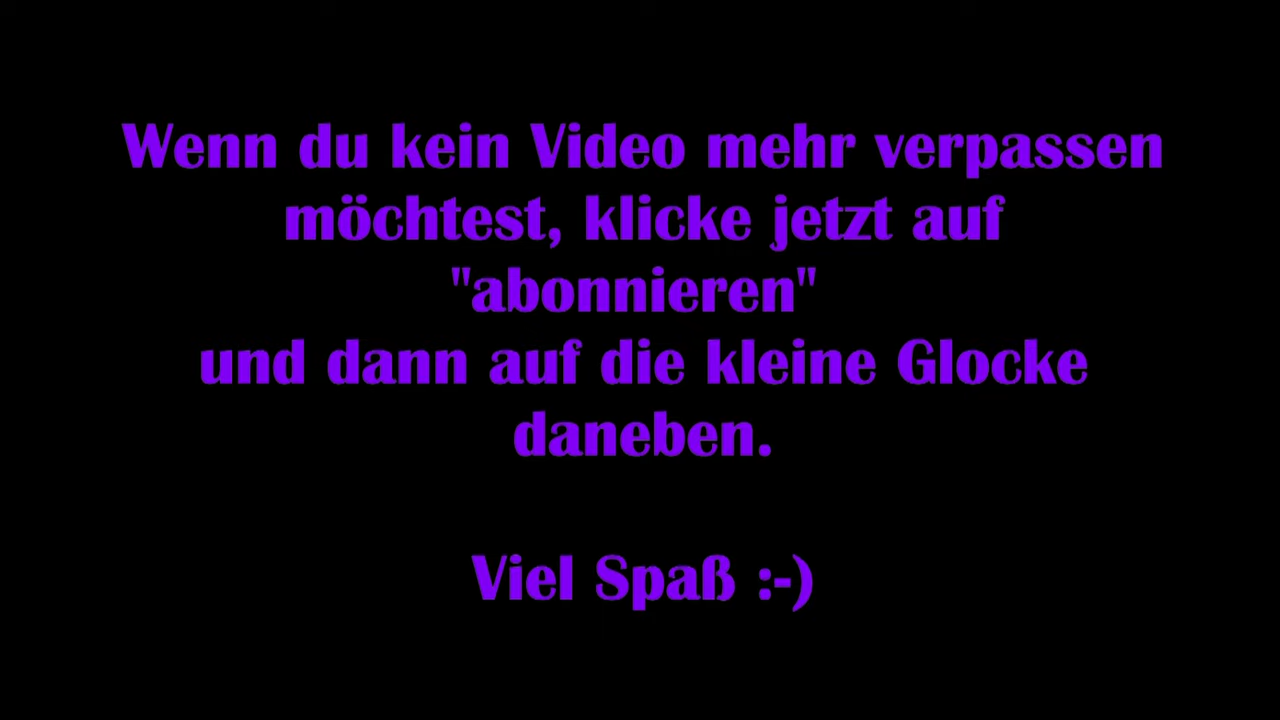 Wenn du kein Video mehr verpassen
möchtest, klicke jetzt auf
"abonnieren"
und dann auf die kleine Glocke
daneben.
Viel Spaß :-)